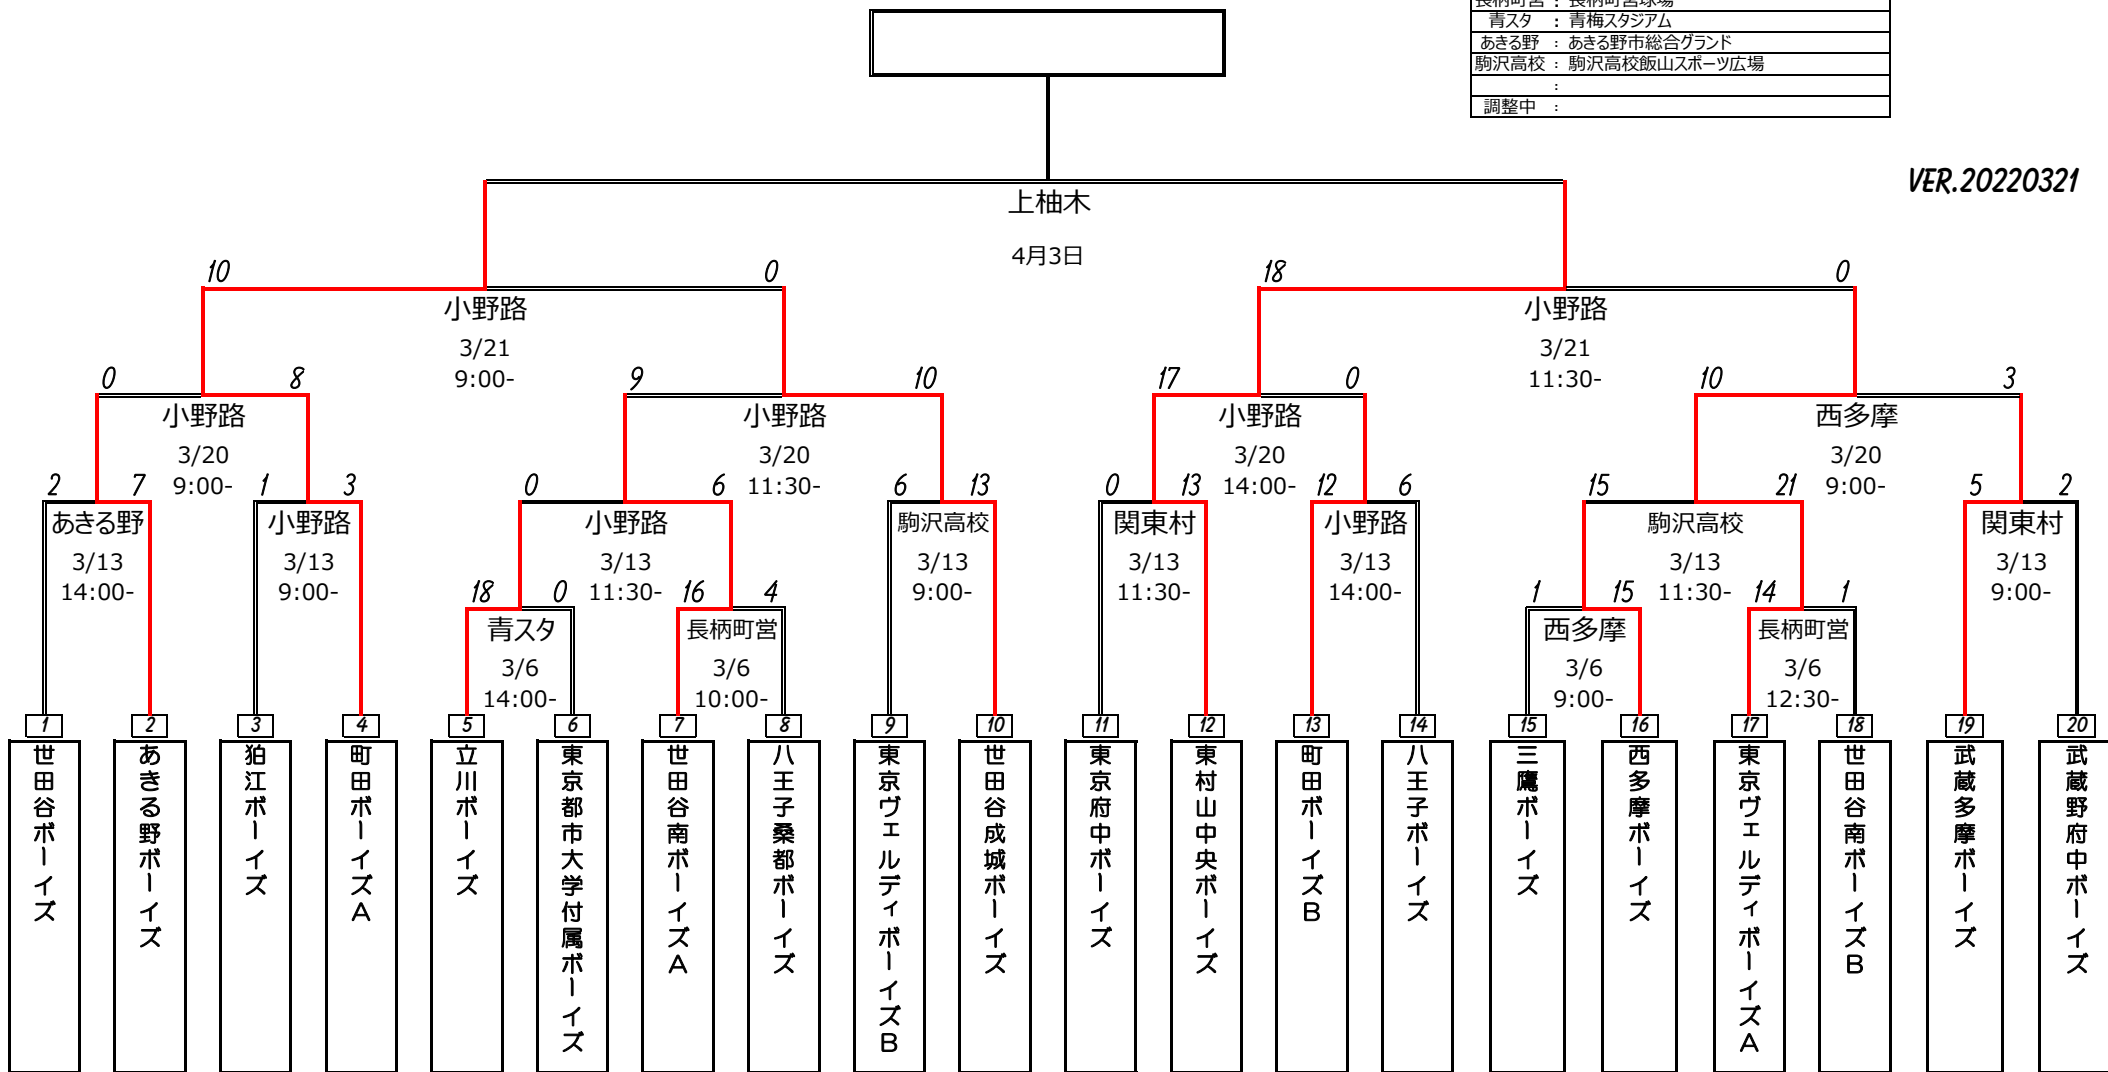 長柄町営 : 長柄町営球場
青スタ : 青梅スタジアム
あきる野 : あきる野市総合グランド
駒沢高校 : 駒沢高校飯山スポーツ広場
:
調整中 :
VER.20220321
上柚木
4月3日
10 0 18 0
小野路 小野路
3/21 3/21
9:00- 11:30-
0 8 9 10 17 0 10 3
小野路 小野路 小野路 西多摩
3/20 3/20 3/20 3/20
9:00- 11:30- 14:00- 9:00-
2 7 1 3 0 6 6 13 0 13 12 6 15 21 5 2
あきる野 小野路 小野路 駒沢高校 関東村 小野路 駒沢高校 関東村
3/13 3/13 3/13 3/13 3/13 3/13 3/13 3/13
14:00- 9:00- 11:30- 9:00- 11:30- 14:00- 11:30- 9:00-
18 0 16 4 1 15 14 1
青スタ 長柄町営 西多摩 長柄町営
3/6 3/6 3/6 3/6
14:00- 10:00- 9:00- 12:30-
1 2 3 4 5 6 7 8 9 10 11 12 13 14 15 16 17 18 19 20
世田谷ボーイズ
あきる野ボーイズ
狛江ボーイズ
町田ボーイズA
立川ボーイズ
東京都市大学付属ボーイズ
世田谷南ボーイズA
八王子桑都ボーイズ
東京ヴェルディボーイズB
世田谷成城ボーイズ
東京府中ボーイズ
東村山中央ボーイズ
町田ボーイズB
八王子ボーイズ
三鷹ボーイズ
西多摩ボーイズ
東京ヴェルディボーイズA
世田谷南ボーイズB
武蔵多摩ボーイズ
武蔵野府中ボーイズ